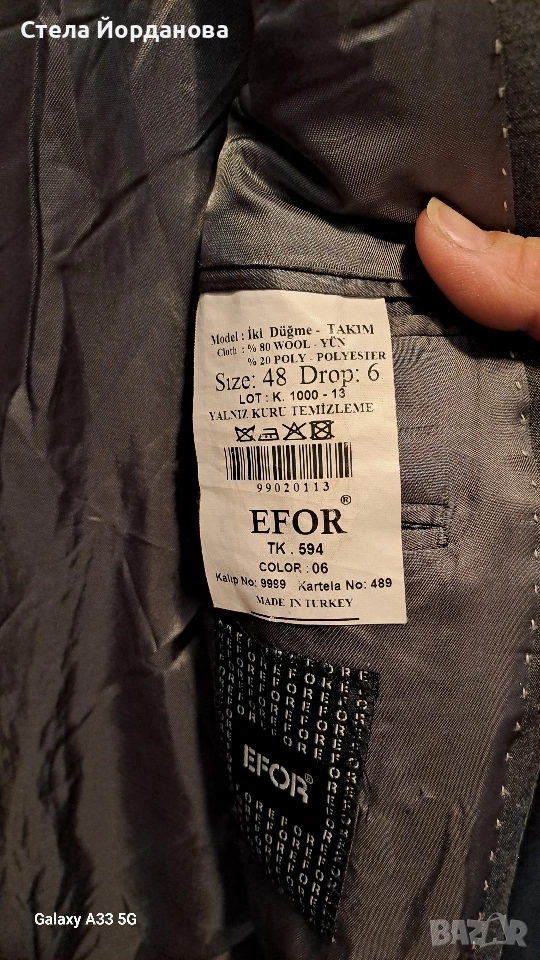 Стела Йорданова
Model : İki Düğme - TAKIM
Cloth : % 80 WOOL - YÜN
% 20 POLY - POLYESTER
Size: 48 Drop: 6
LOT : K. 1000 - 13
YALNIZ KURU TEMİZLEME
99020113
EFOR®
TK . 594
COLOR : 06
Kalıp No: 9999 Kartela No: 489
MADE IN TURKEY
EFOR®
Galaxy A33 5G
BAZAR